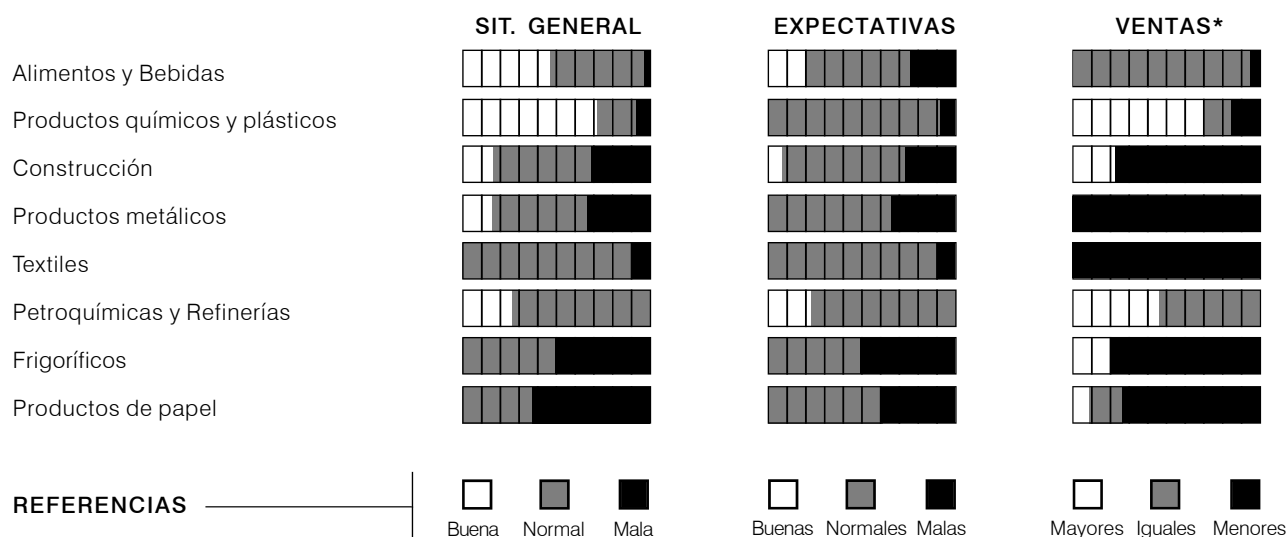 SIT. GENERAL EXPECTATIVAS VENTAS*
Alimentos y Bebidas
Productos químicos y plásticos
Construcción
Productos metálicos
Textiles
Petroquímicas y Refinerías
Frigoríficos
Productos de papel
REFERENCIAS
Buena Normal Mala Buenas Normales Malas Mayores Iguales Menores